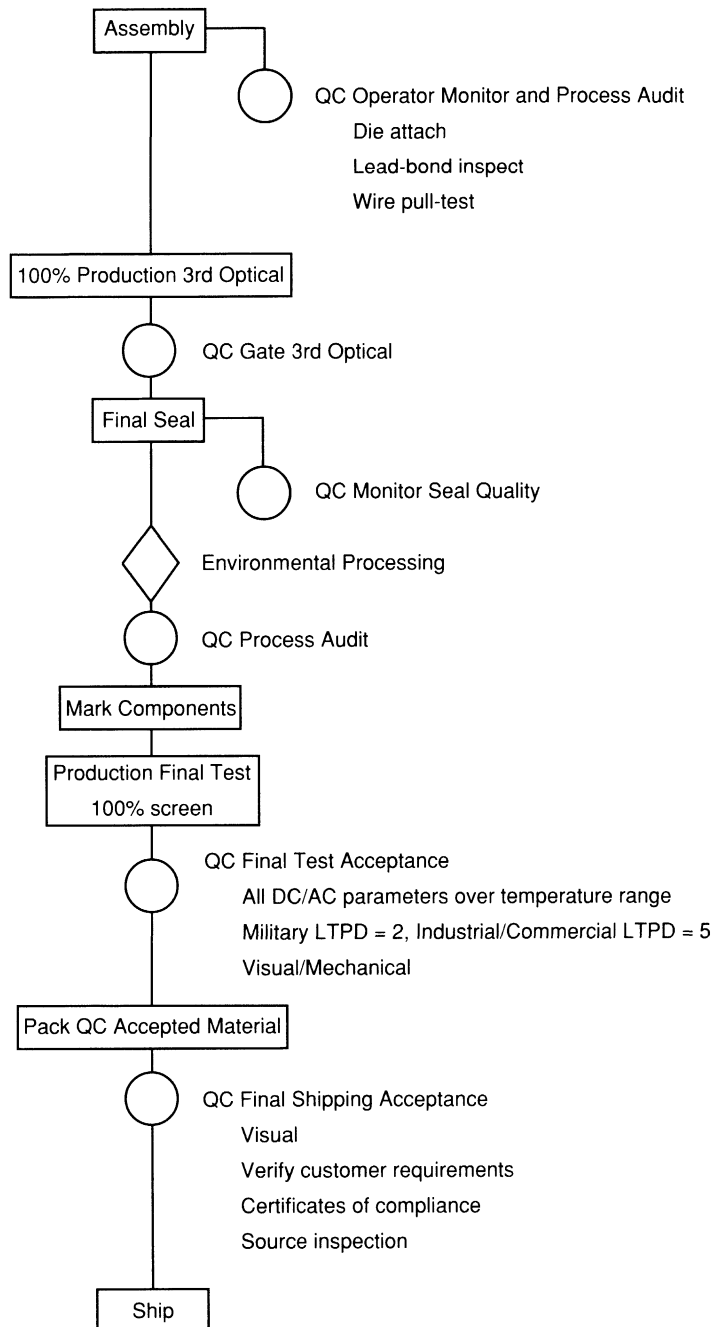 Assembly
QC Operator Monitor and Process Audit
Die attach
Lead-bond inspect
Wire pull-test
100% Production 3rd Optical
QC Gate 3rd Optical
Final Seal
QC Monitor Seal Quality
Environmental Processing
QC Process Audit
Mark Components
Production Final Test
100% screen
QC Final Test Acceptance
All DC/AC parameters over temperature range
Military LTPD = 2, Industrial/Commercial LTPD = 5
Visual/Mechanical
Pack QC Accepted Material
QC Final Shipping Acceptance
Visual
Verify customer requirements
Certificates of compliance
Source inspection
Ship